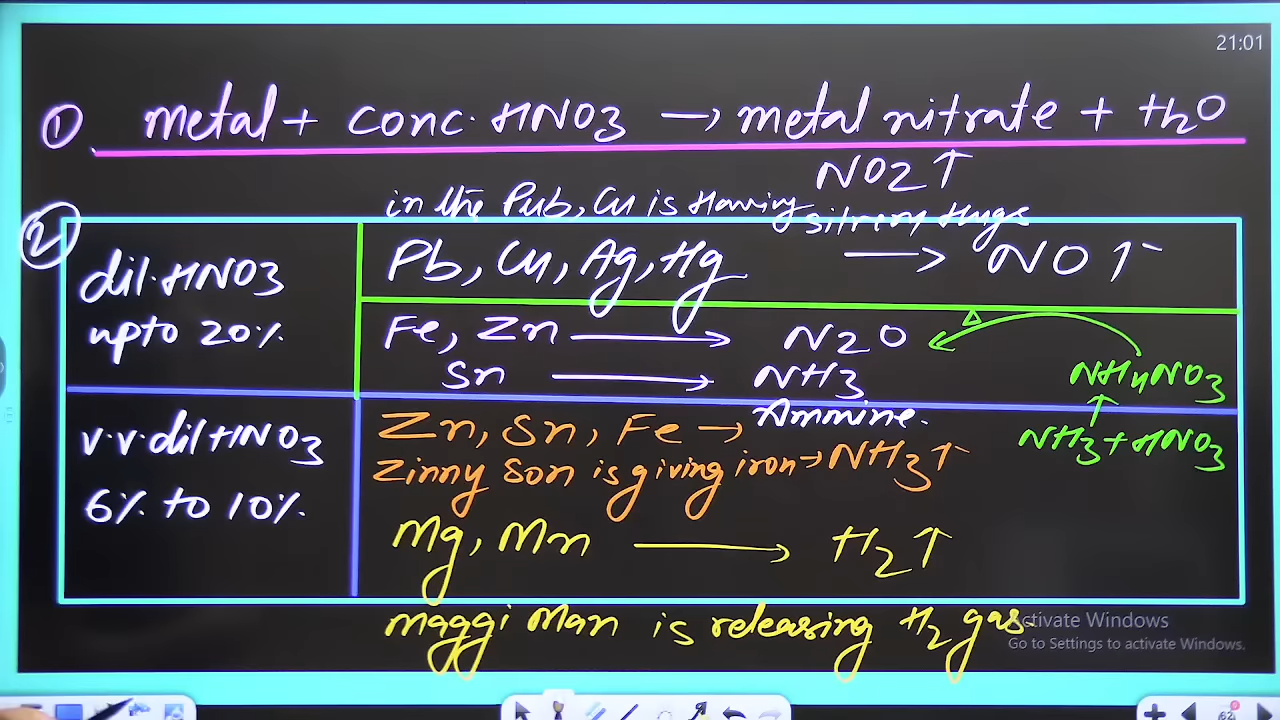 21:01
① metal + conc. HNO3 → metal nitrate + H2O
NO2↑
in the Pub, Cu is Having silvery Hugs
②
dil. HNO3
upto 20%
Pb, Cu, Ag, Hg → NO↑
Fe, Zn → N2O
Δ
Sn → NH3
NH4NO3
↑
NH3 + HNO3
Ammine.
v.v. dil HNO3
6% to 10%
Zn, Sn, Fe →
Zinny Son is giving iron → NH3↑
Mg, Mn → H2↑
maggi Man is releasing H2 gas.
Activate Windows
Go to Settings to activate Windows.
62